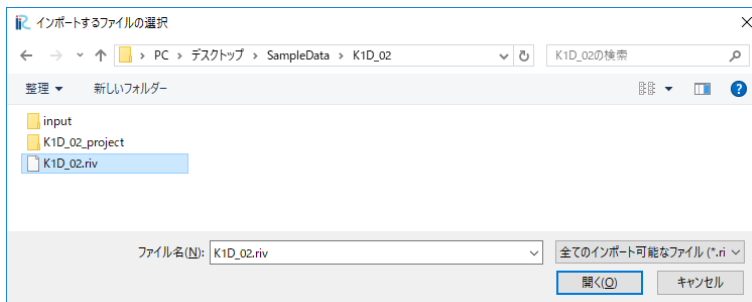 インポートするファイルの選択
PC › デスクトップ › SampleData › K1D_02
K1D_02の検索
整理 新しいフォルダー
input
K1D_02_project
K1D_02.riv
ファイル名(N): K1D_02.riv
全てのインポート可能なファイル (*.ri
開く(O) キャンセル